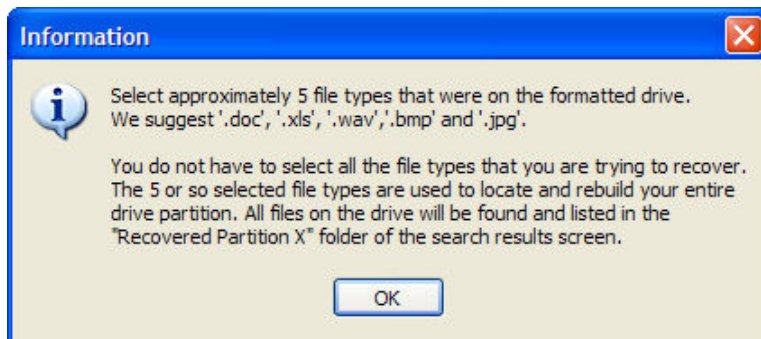 Information
Select approximately 5 file types that were on the formatted drive.
We suggest '.doc', '.xls', '.wav','.bmp' and '.jpg'.
You do not have to select all the file types that you are trying to recover.
The 5 or so selected file types are used to locate and rebuild your entire
drive partition. All files on the drive will be found and listed in the
"Recovered Partition X" folder of the search results screen.
OK